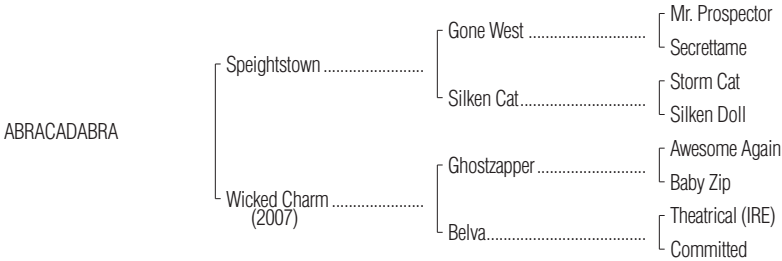 Mr. Prospector
Gone West
Secrettame
Speightstown
Storm Cat
Silken Cat
Silken Doll
ABRACADABRA
Awesome Again
Ghostzapper
Baby Zip
Wicked Charm
(2007)
Theatrical (IRE)
Belva
Committed